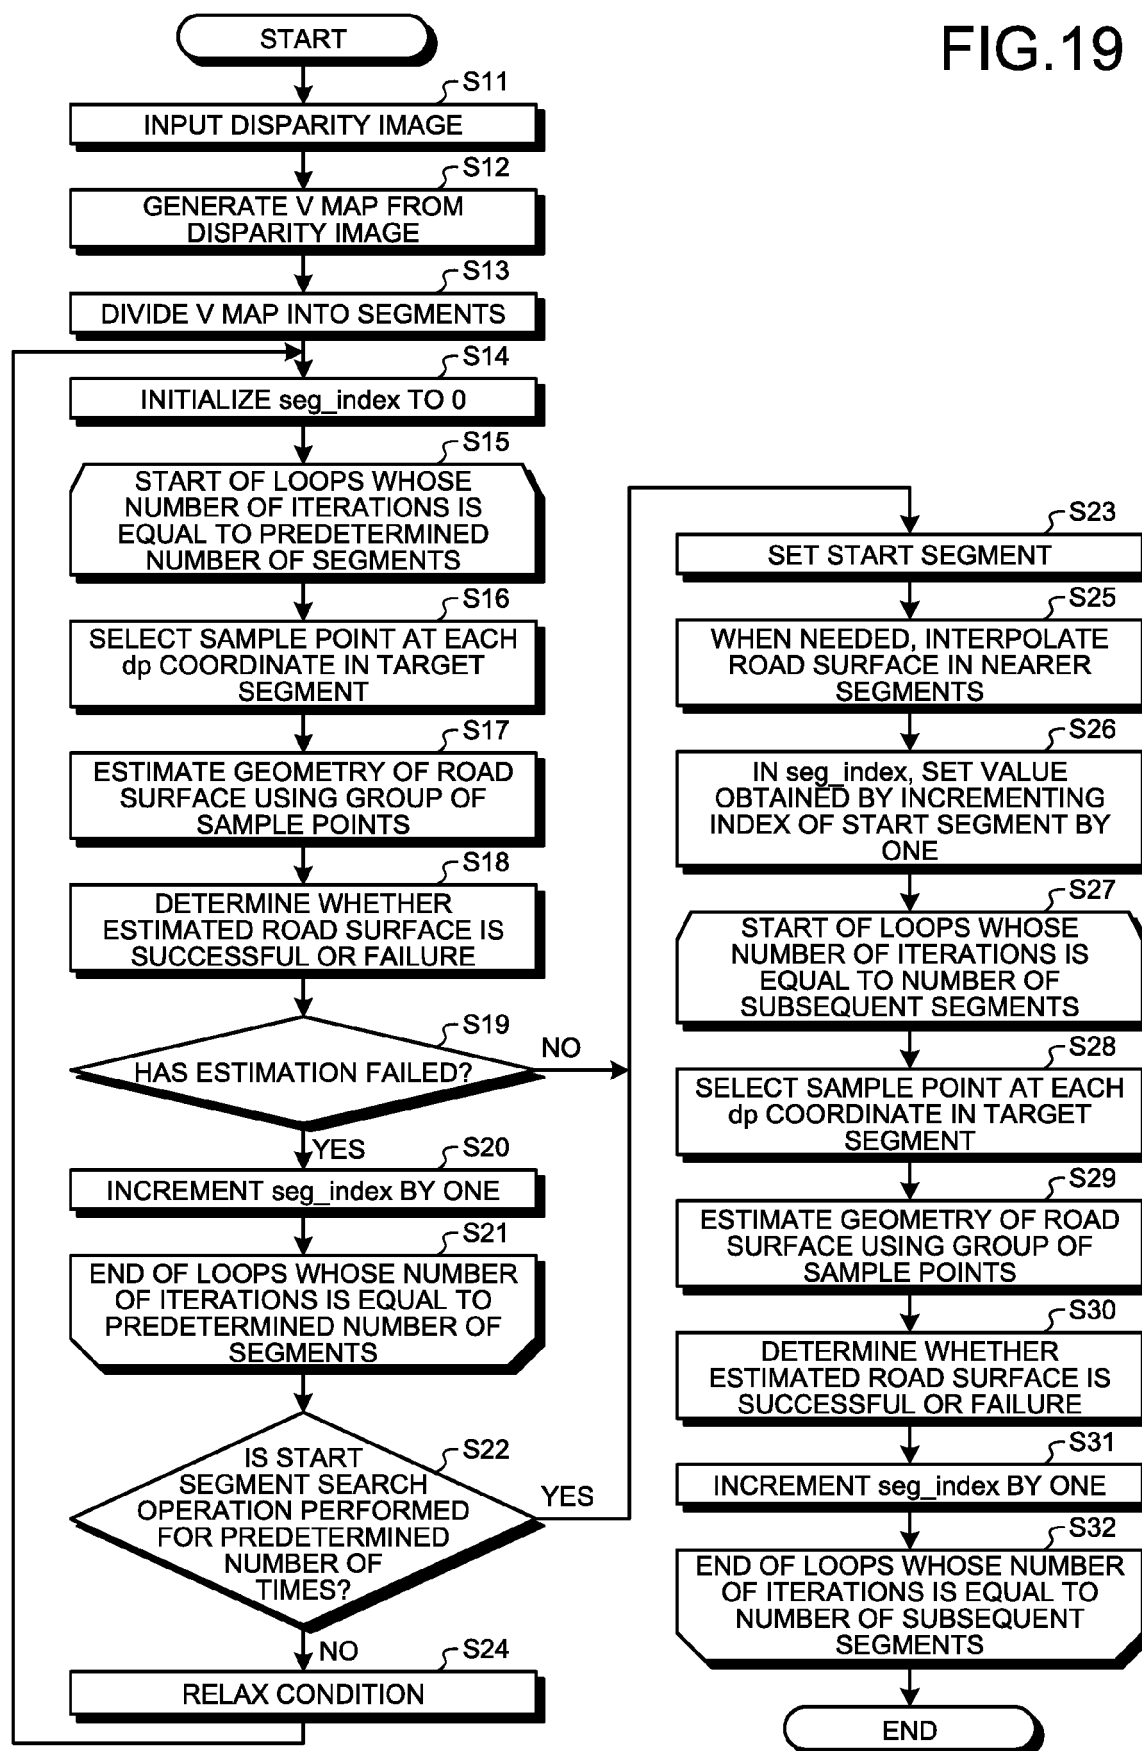 FIG.19
START
S11
INPUT DISPARITY IMAGE
S12
GENERATE V MAP FROM
DISPARITY IMAGE
S13
DIVIDE V MAP INTO SEGMENTS
S14
INITIALIZE seg_index TO 0
S15
START OF LOOPS WHOSE
NUMBER OF ITERATIONS IS
EQUAL TO PREDETERMINED
NUMBER OF SEGMENTS
S16
SELECT SAMPLE POINT AT EACH
dp COORDINATE IN TARGET
SEGMENT
S17
ESTIMATE GEOMETRY OF ROAD
SURFACE USING GROUP OF
SAMPLE POINTS
S18
DETERMINE WHETHER
ESTIMATED ROAD SURFACE IS
SUCCESSFUL OR FAILURE
S19
HAS ESTIMATION FAILED?
NO
YES
S20
INCREMENT seg_index BY ONE
S21
END OF LOOPS WHOSE NUMBER
OF ITERATIONS IS EQUAL TO
PREDETERMINED NUMBER OF
SEGMENTS
S22
IS START
SEGMENT SEARCH
OPERATION PERFORMED
FOR PREDETERMINED
NUMBER OF
TIMES?
YES
NO
S24
RELAX CONDITION
S23
SET START SEGMENT
S25
WHEN NEEDED, INTERPOLATE
ROAD SURFACE IN NEARER
SEGMENTS
S26
IN seg_index, SET VALUE
OBTAINED BY INCREMENTING
INDEX OF START SEGMENT BY
ONE
S27
START OF LOOPS WHOSE
NUMBER OF ITERATIONS IS
EQUAL TO NUMBER OF
SUBSEQUENT SEGMENTS
S28
SELECT SAMPLE POINT AT EACH
dp COORDINATE IN TARGET
SEGMENT
S29
ESTIMATE GEOMETRY OF ROAD
SURFACE USING GROUP OF
SAMPLE POINTS
S30
DETERMINE WHETHER
ESTIMATED ROAD SURFACE IS
SUCCESSFUL OR FAILURE
S31
INCREMENT seg_index BY ONE
S32
END OF LOOPS WHOSE NUMBER
OF ITERATIONS IS EQUAL TO
NUMBER OF SUBSEQUENT
SEGMENTS
END